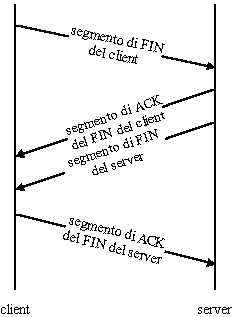 segmento di FIN
del client
segmento di ACK
del FIN del client
segmento di FIN
del server
segmento di ACK
del FIN del server
client
server